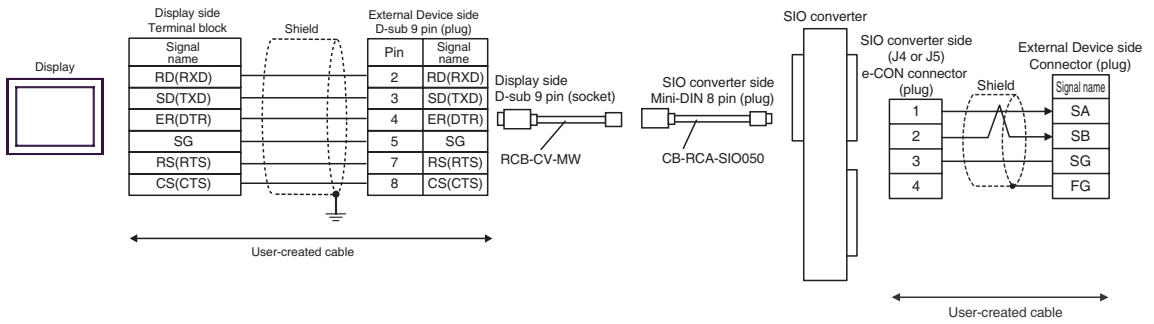 Display
Display side
Terminal block
Shield
External Device side
D-sub 9 pin (plug)
Signal name
Pin
Signal name
RD(RXD) 2 RD(RXD)
SD(TXD) 3 SD(TXD)
ER(DTR) 4 ER(DTR)
SG 5 SG
RS(RTS) 7 RS(RTS)
CS(CTS) 8 CS(CTS)
User-created cable
Display side
D-sub 9 pin (socket)
RCB-CV-MW
SIO converter side
Mini-DIN 8 pin (plug)
CB-RCA-SIO050
SIO converter
SIO converter side
(J4 or J5)
e-CON connector
(plug)
Shield
External Device side
Connector (plug)
Signal name
1 SA
2 SB
3 SG
4 FG
User-created cable